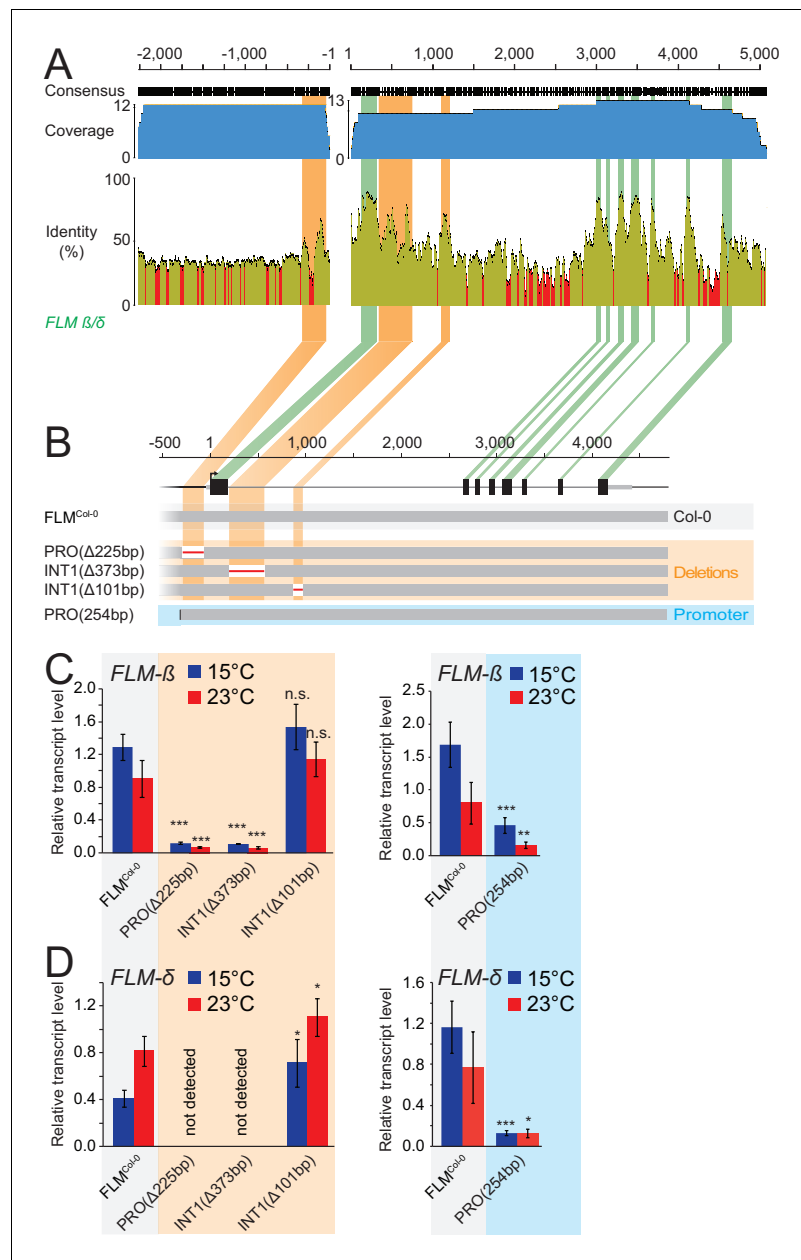 A
-2,000 -1,000 -1 1 1,000 2,000 3,000 4,000 5,000
Consensus
12 13
Coverage
0 0
100
Identity
(%)
50
0
FLM ß/δ
B
-500 1 1,000 2,000 3,000 4,000
FLMCol-0 Col-0
PRO(Δ225bp)
INT1(Δ373bp) Deletions
INT1(Δ101bp)
PRO(254bp) Promoter
C
FLM-ß 15°C
23°C
Relative transcript level
2.0
1.6
1.2
0.8
0.4
0.0
*** *** *** *** n.s. n.s.
FLMCol-0 PRO(Δ225bp) INT1(Δ373bp) INT1(Δ101bp)
FLM-ß 15°C
23°C
Relative transcript level
2.5
2.0
1.5
1.0
0.5
0.0
*** **
FLMCol-0 PRO(254bp)
D
FLM-δ 15°C
23°C
Relative transcript level
1.2
0.8
0.4
0.0
not detected not detected * *
FLMCol-0 PRO(Δ225bp) INT1(Δ373bp) INT1(Δ101bp)
FLM-δ 15°C
23°C
Relative transcript level
1.6
1.2
0.8
0.4
0.0
*** *
FLMCol-0 PRO(254bp)